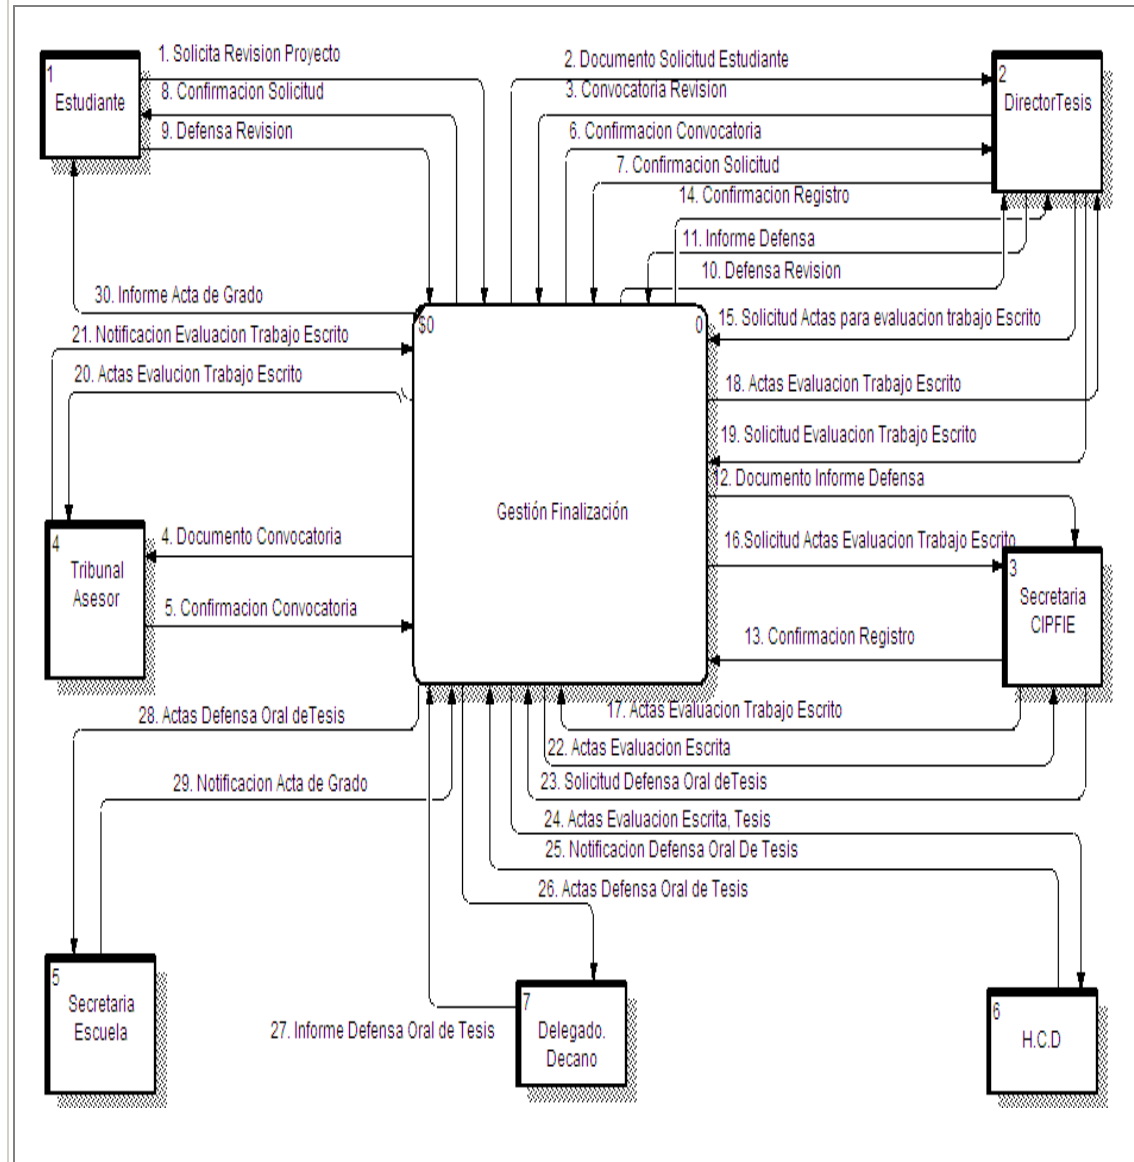 1. Solicita Revision Proyecto
2. Documento Solicitud Estudiante
1
Estudiante
8. Confirmacion Solicitud
3. Convocatoria Revision
2
DirectorTesis
9. Defensa Revision
6. Confirmacion Convocatoria
7. Confirmacion Solicitud
14. Confirmacion Registro
11. Informe Defensa
10. Defensa Revision
30. Informe Acta de Grado
$0
0
15. Solicitud Actas para evaluacion trabajo Escrito
21. Notificacion Evaluacion Trabajo Escrito
20. Actas Evalucion Trabajo Escrito
18. Actas Evaluacion Trabajo Escrito
19. Solicitud Evaluacion Trabajo Escrito
12. Documento Informe Defensa
Gestión Finalización
4
Tribunal
Asesor
4. Documento Convocatoria
16.Solicitud Actas Evaluacion Trabajo Escrito
3
Secretaria
CIPFIE
5. Confirmación Convocatoria
13. Confirmacion Registro
28. Actas Defensa Oral deTesis
17. Actas Evaluacion Trabajo Escrito
22. Actas Evaluacion Escrita
29. Notificacion Acta de Grado
23. Solicitud Defensa Oral deTesis
24. Actas Evaluacion Escrita, Tesis
25. Notificacion Defensa Oral De Tesis
26. Actas Defensa Oral de Tesis
5
Secretaria
Escuela
27. Informe Defensa Oral de Tesis
7
Delegado.
Decano
6
H.C.D